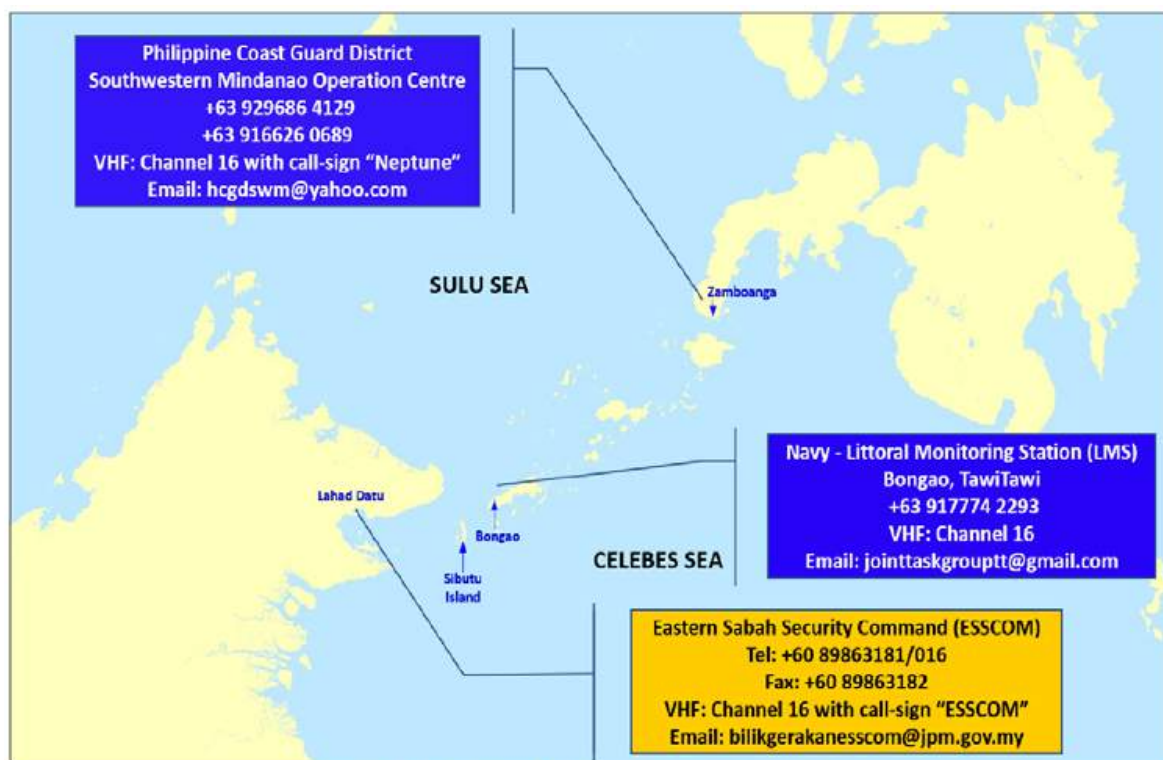 Philippine Coast Guard District
Southwestern Mindanao Operation Centre
+63 929686 4129
+63 916626 0689
VHF: Channel 16 with call-sign “Neptune”
Email: hcgdswm@yahoo.com
SULU SEA
Zamboanga
Navy - Littoral Monitoring Station (LMS)
Bongao, TawiTawi
+63 917774 2293
VHF: Channel 16
Email: jointtaskgrouptt@gmail.com
Lahad Datu
Bongao
CELEBES SEA
Sibutu
Island
Eastern Sabah Security Command (ESSCOM)
Tel: +60 89863181/016
Fax: +60 89863182
VHF: Channel 16 with call-sign “ESSCOM”
Email: bilikgerakanesscom@jpm.gov.my